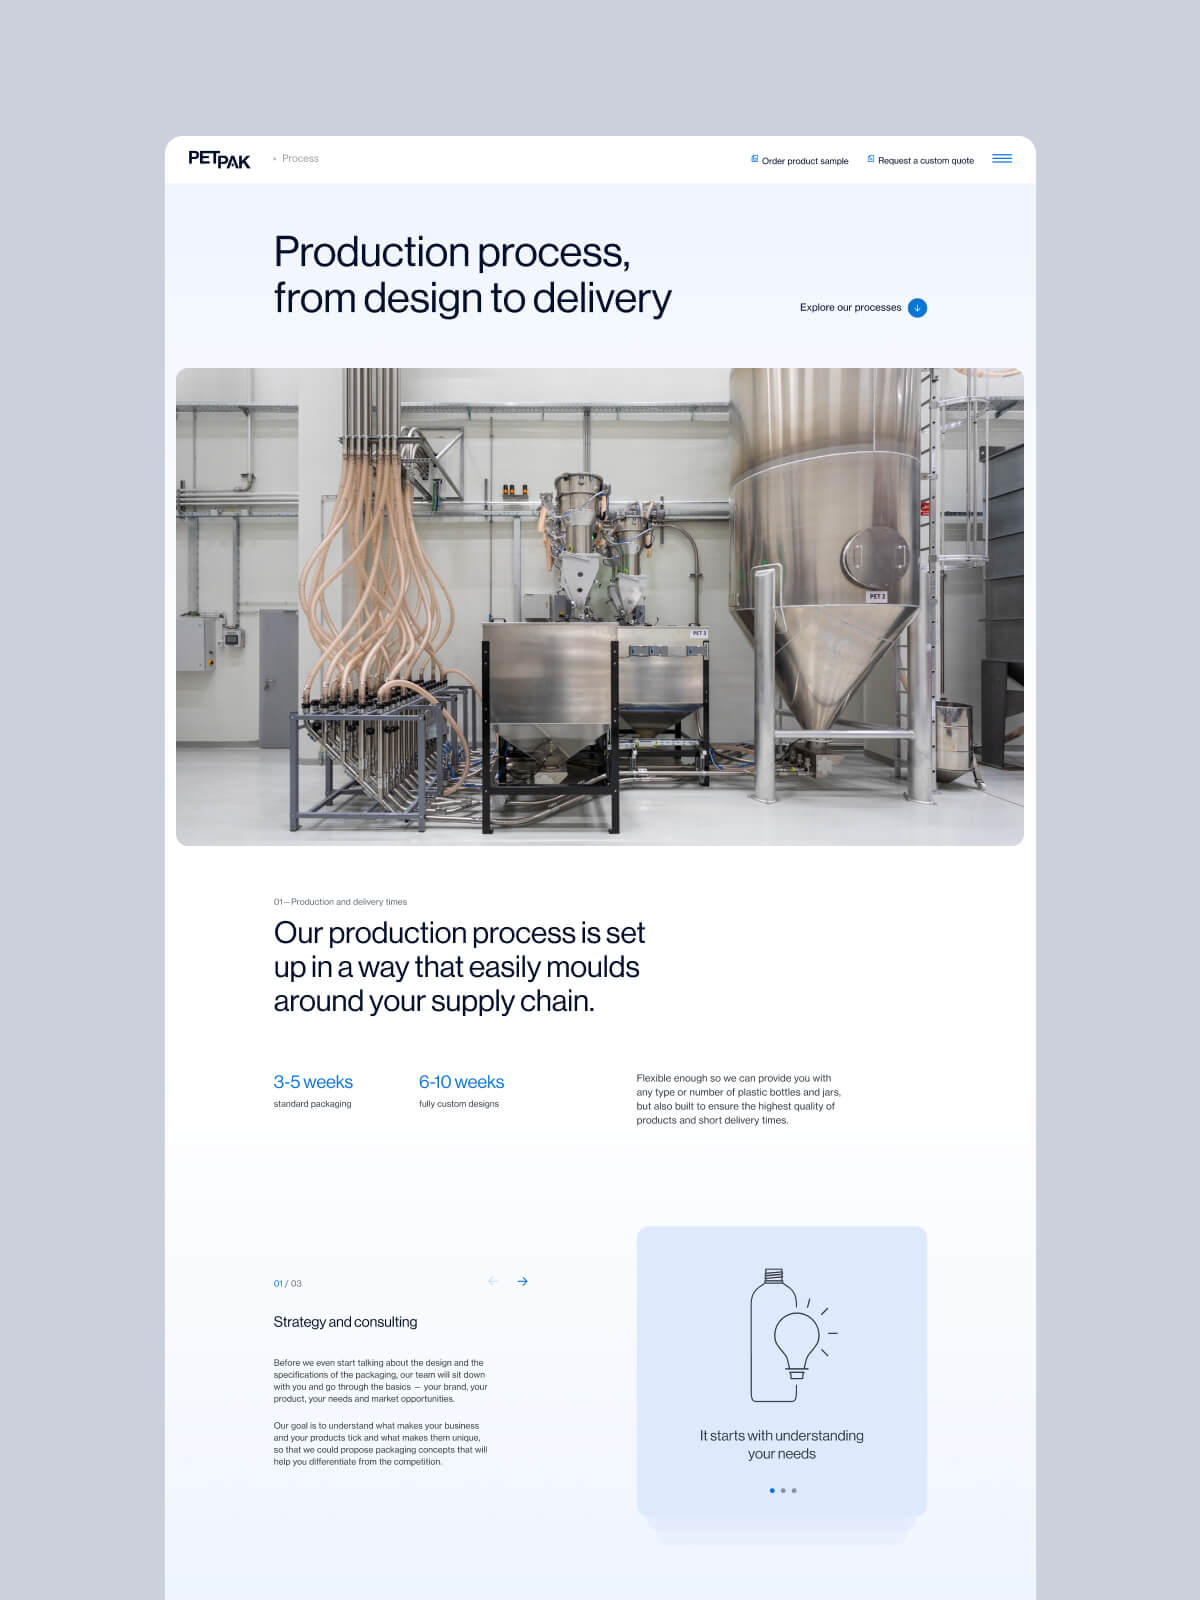 PETPAK
Process
Order product sample
Request a custom quote
Production process,
from design to delivery
Explore our processes
PET 2
PET 3
01—Production and delivery times
Our production process is set
up in a way that easily moulds
around your supply chain.
3-5 weeks
standard packaging
6-10 weeks
fully custom designs
Flexible enough so we can provide you with
any type or number of plastic bottles and jars,
but also built to ensure the highest quality of
products and short delivery times.
01 / 03
Strategy and consulting
Before we even start talking about the design and the
specifications of the packaging, our team will sit down
with you and go through the basics — your brand, your
product, your needs and market opportunities.
Our goal is to understand what makes your business
and your products tick and what makes them unique,
so that we could propose packaging concepts that will
help you differentiate from the competition.
It starts with understanding
your needs